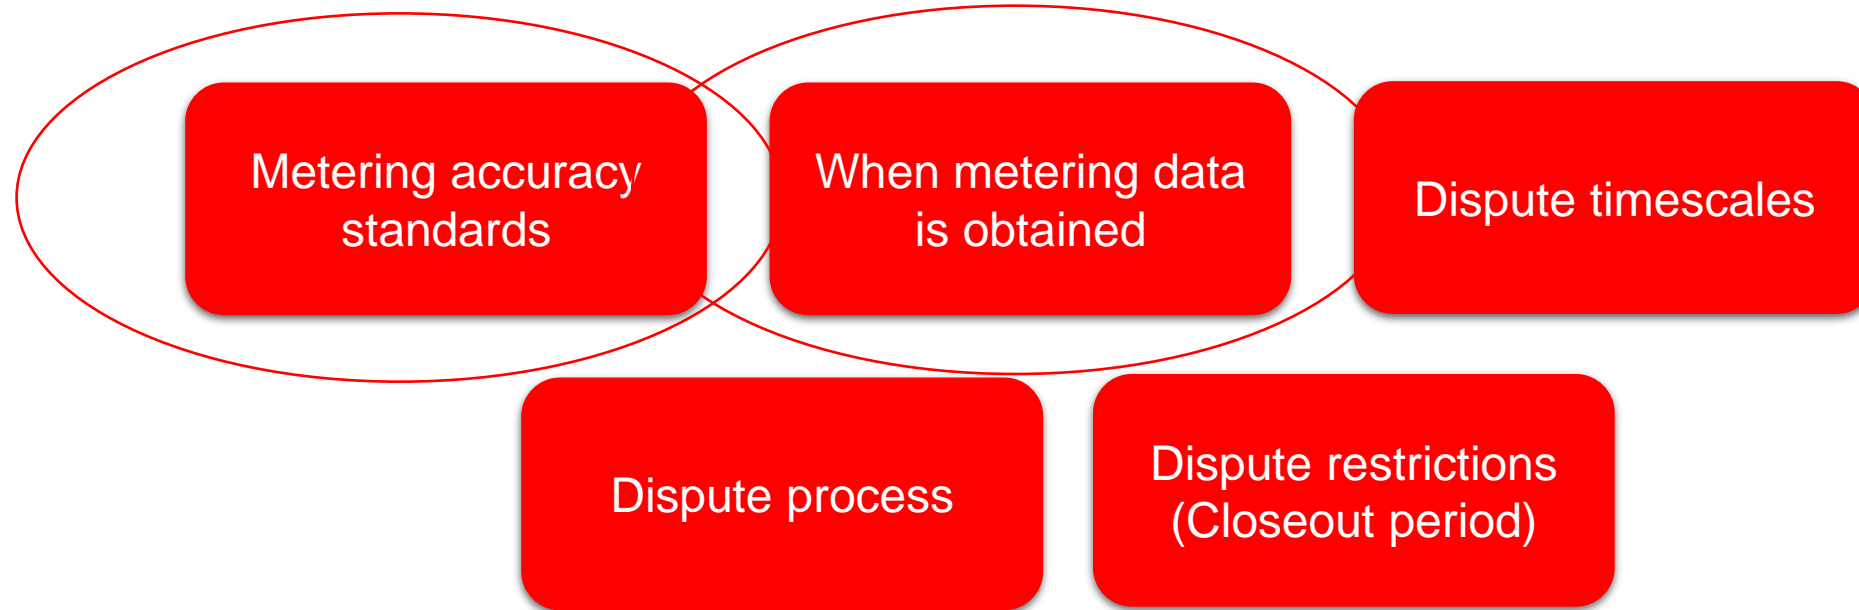 Metering accuracy
standards
When metering data
is obtained
Dispute timescales
Dispute process
Dispute restrictions
(Closeout period)